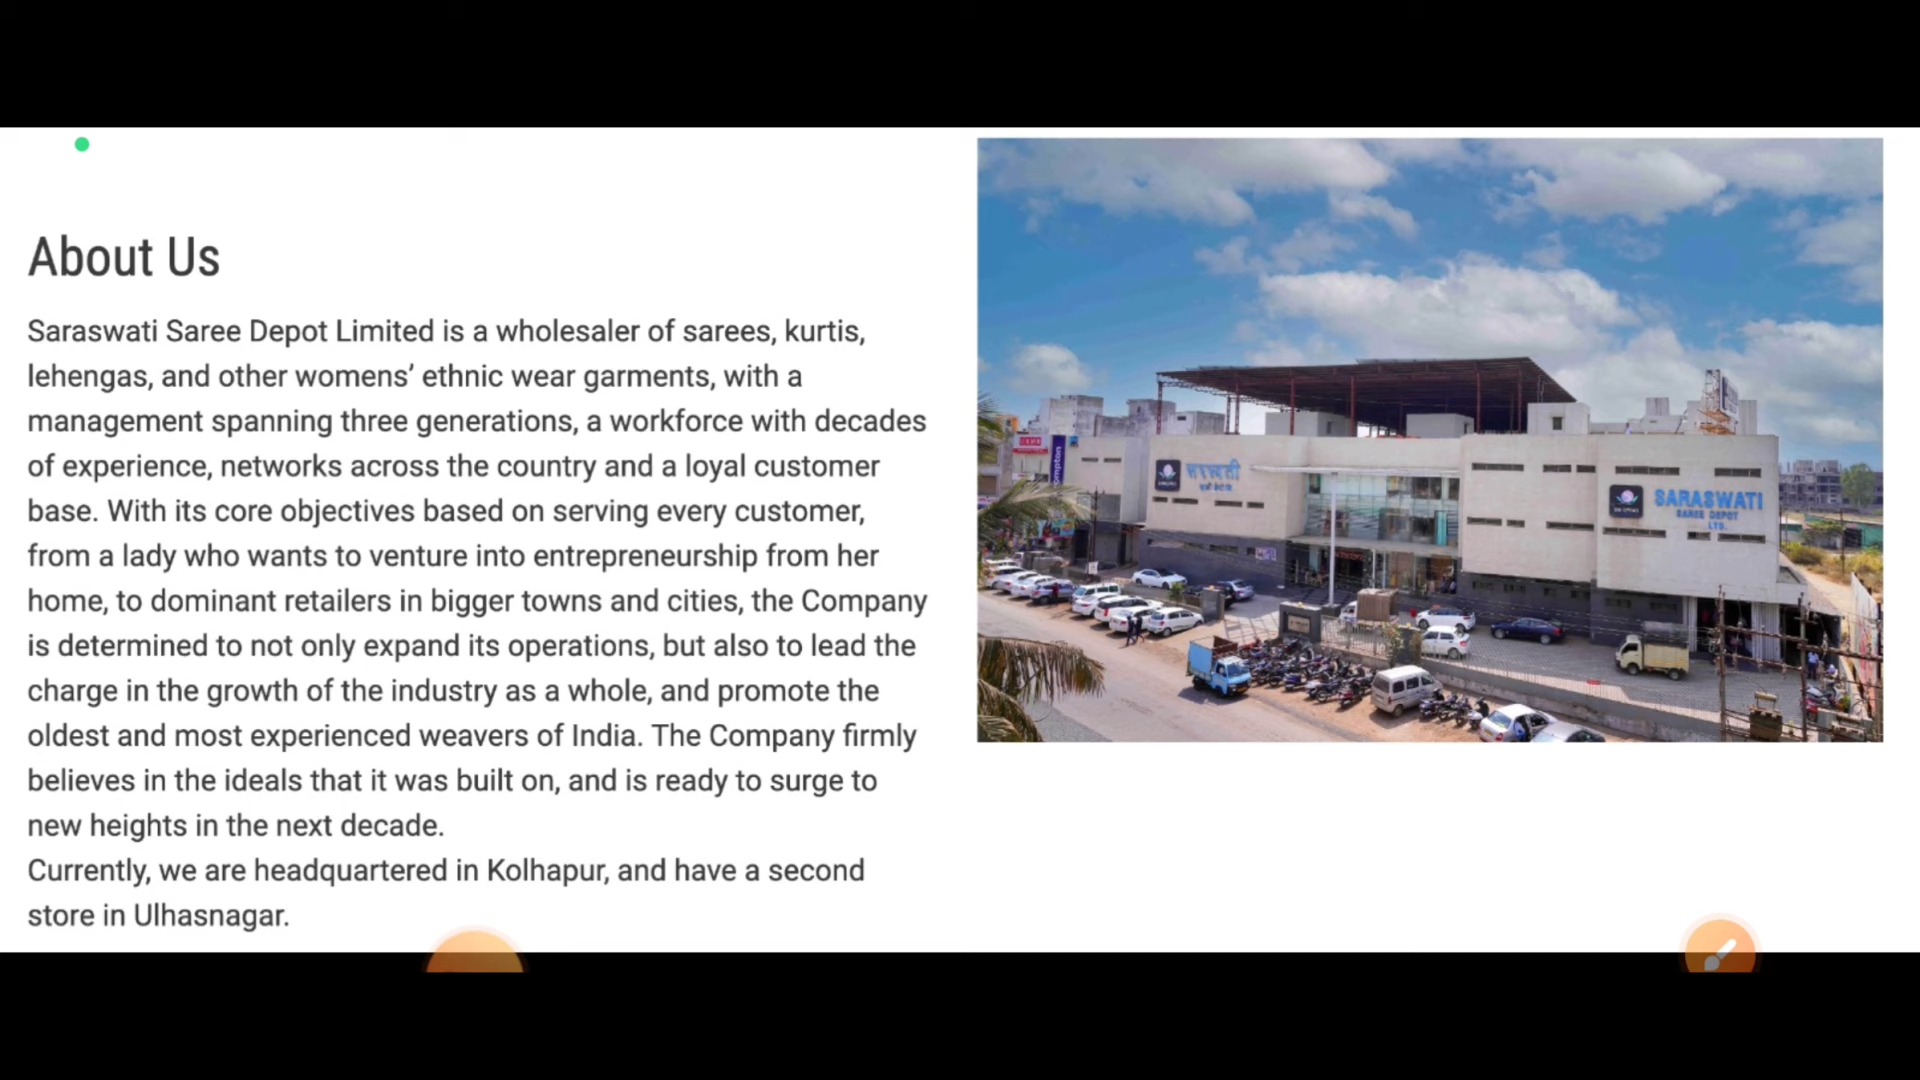 About Us
Saraswati Saree Depot Limited is a wholesaler of sarees, kurtis,
lehengas, and other womens’ ethnic wear garments, with a
management spanning three generations, a workforce with decades
of experience, networks across the country and a loyal customer
base. With its core objectives based on serving every customer,
from a lady who wants to venture into entrepreneurship from her
home, to dominant retailers in bigger towns and cities, the Company
is determined to not only expand its operations, but also to lead the
charge in the growth of the industry as a whole, and promote the
oldest and most experienced weavers of India. The Company firmly
believes in the ideals that it was built on, and is ready to surge to
new heights in the next decade.
Currently, we are headquartered in Kolhapur, and have a second
store in Ulhasnagar.
सरस्वती
SARASWATI
SAREE DEPOT
LTD.